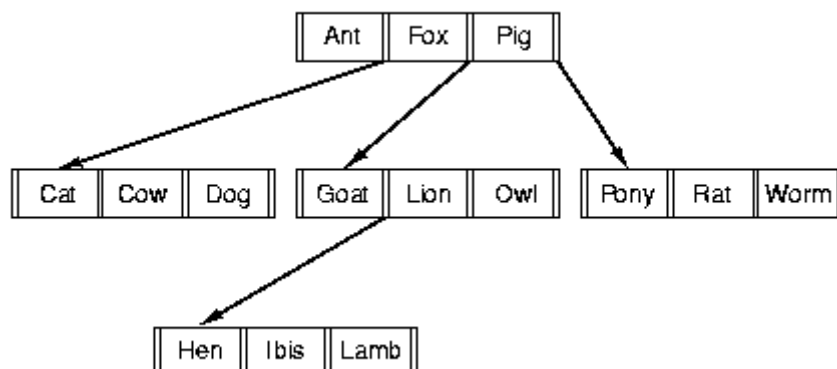 Ant Fox Pig
Cat Cow Dog Goat Lion Owl Pony Rat Worm
Hen Ibis Lamb